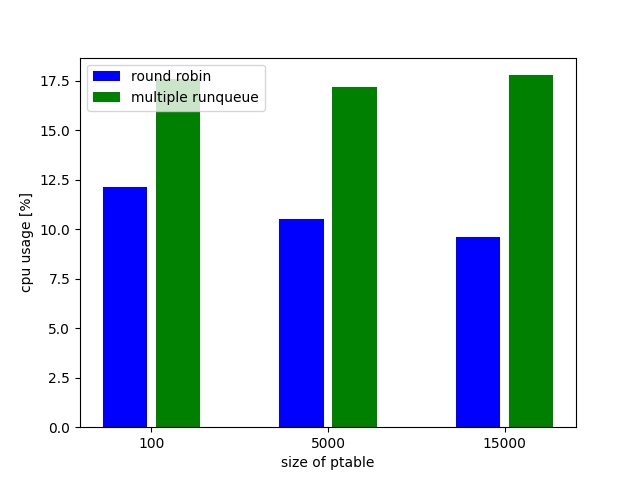 round robin
multiple runqueue
17.5
15.0
12.5
10.0
7.5
5.0
2.5
0.0
cpu usage [%]
100
5000
15000
size of ptable